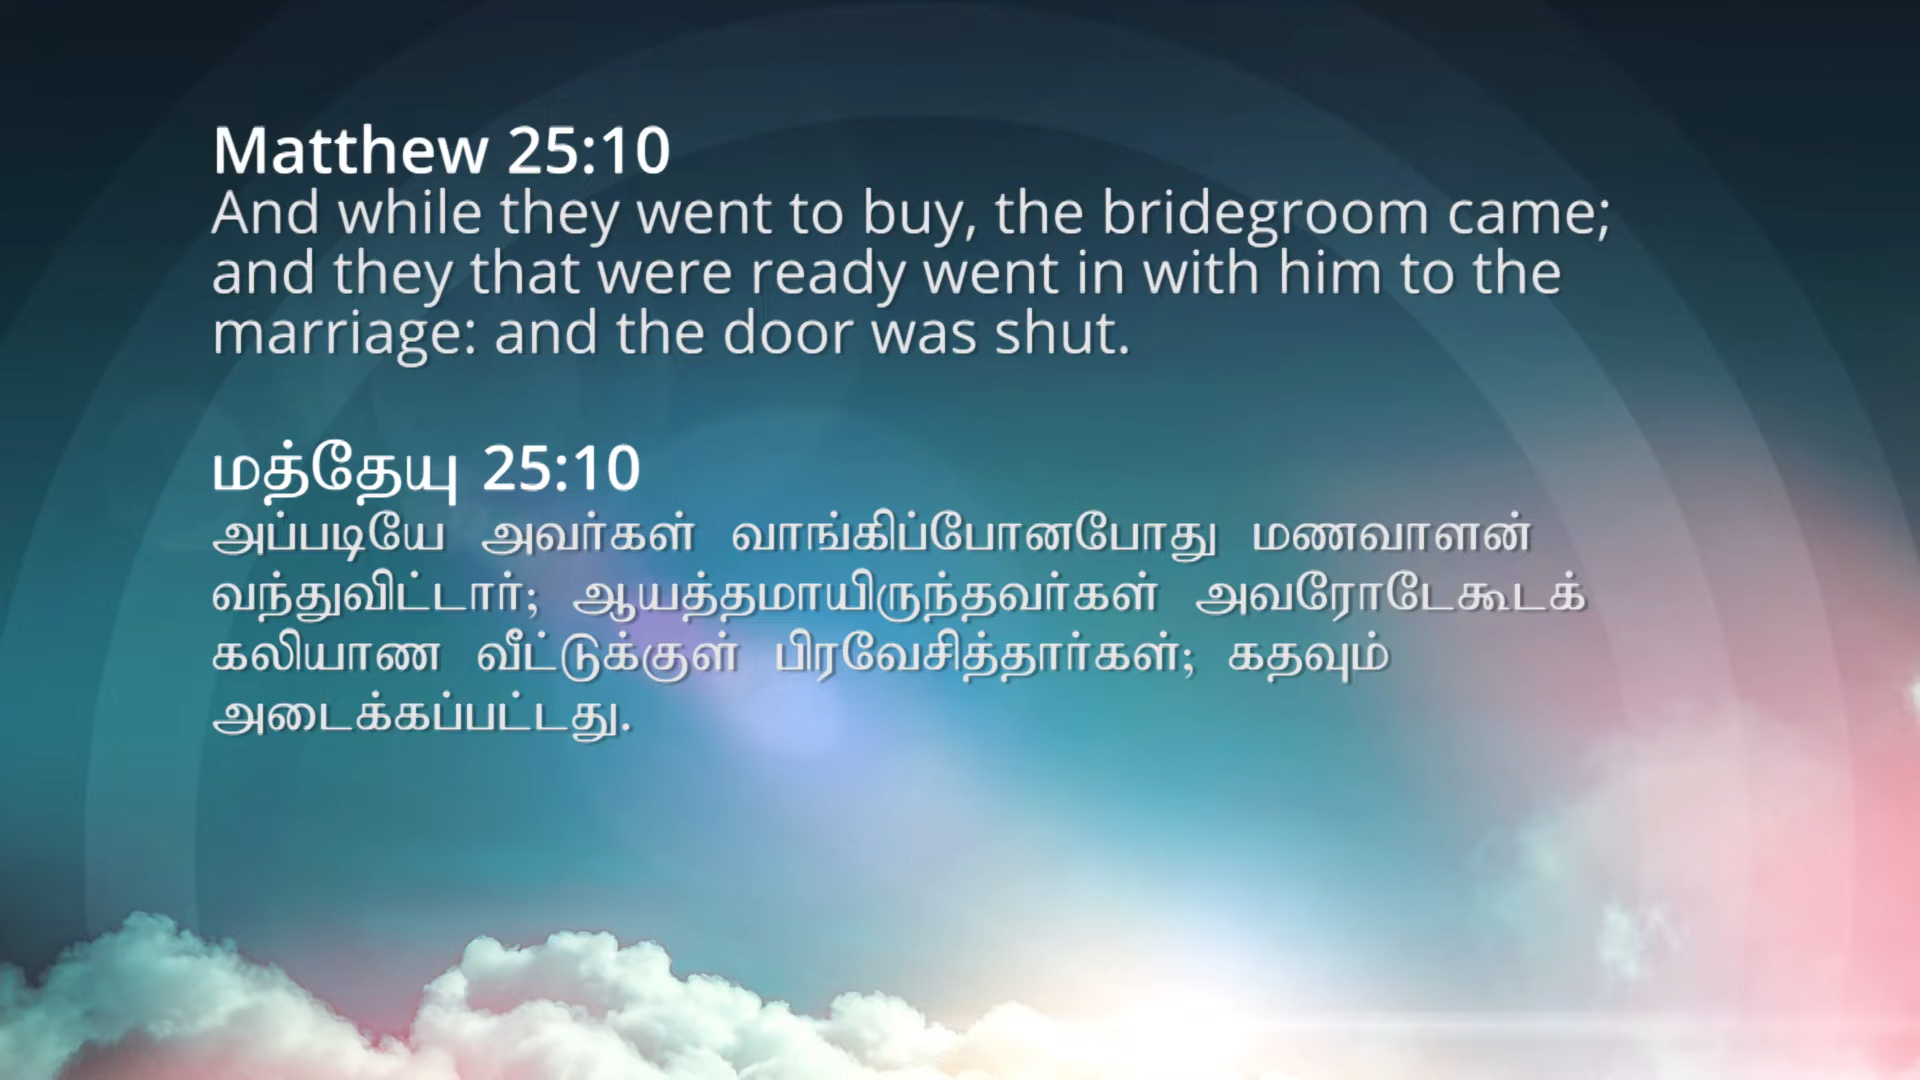 Matthew 25:10
And while they went to buy, the bridegroom came;
and they that were ready went in with him to the
marriage: and the door was shut.
மத்தேயு 25:10
அப்படியே அவர்கள் வாங்கிப்போனபோது மணவாளன்
வந்துவிட்டார்; ஆயத்தமாயிருந்தவர்கள் அவரோடேகூடக்
கலியாண வீட்டுக்குள் பிரவேசித்தார்கள்; கதவும்
அடைக்கப்பட்டது.